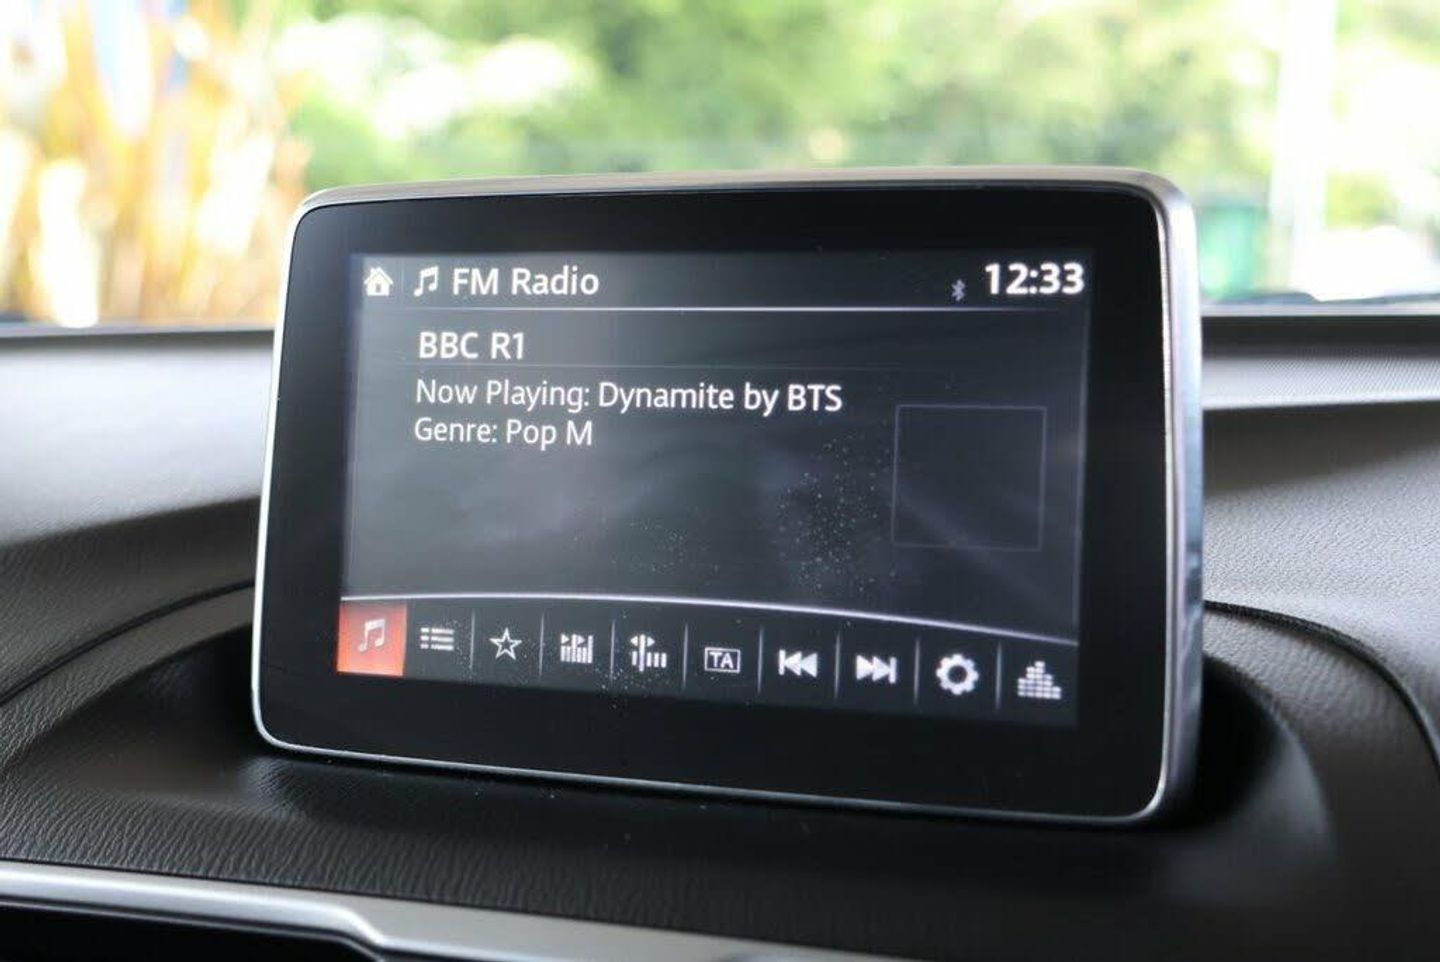 FM Radio 12:33
BBC R1
Now Playing: Dynamite by BTS
Genre: Pop M
TA